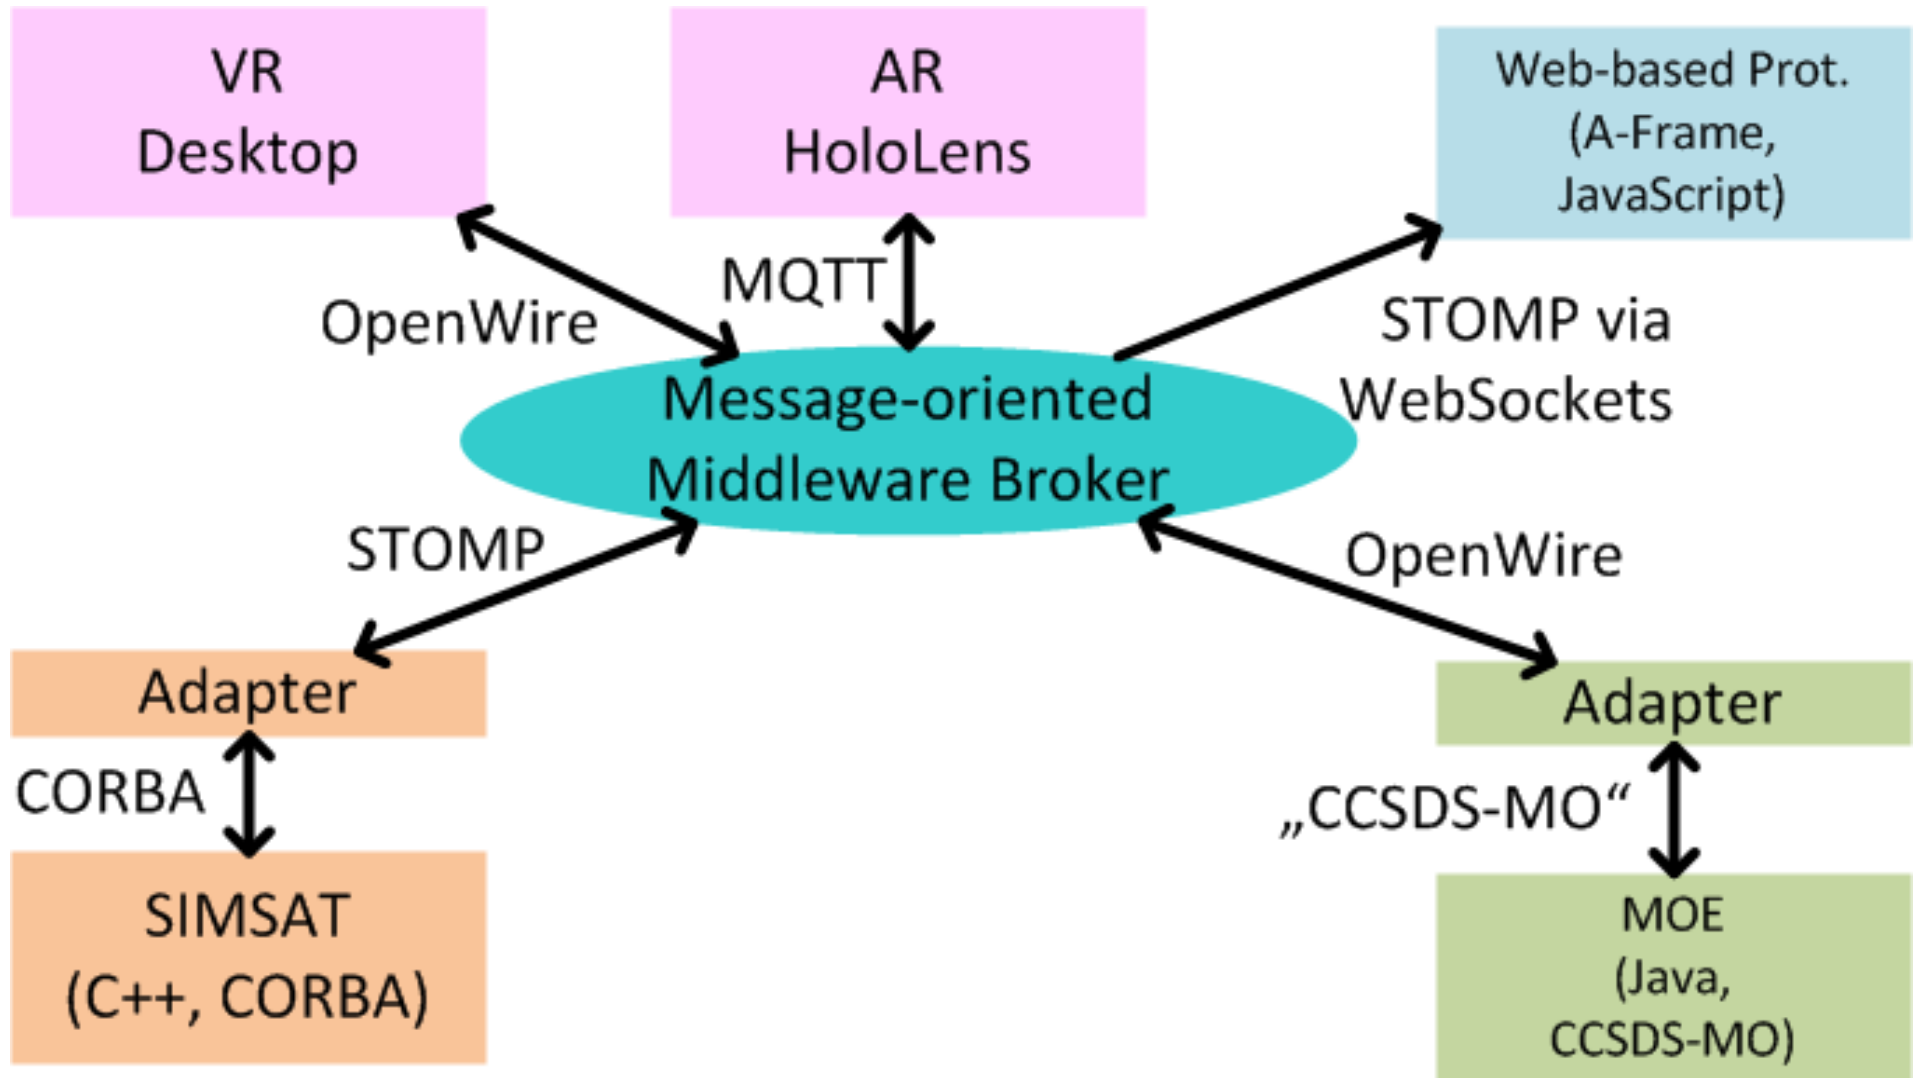 VR
Desktop
AR
HoloLens
Web-based Prot.
(A-Frame,
JavaScript)
OpenWire
MQTT
STOMP via
WebSockets
Message-oriented
Middleware Broker
STOMP
OpenWire
Adapter
Adapter
CORBA
„CCSDS-MO“
SIMSAT
(C++, CORBA)
MOE
(Java,
CCSDS-MO)